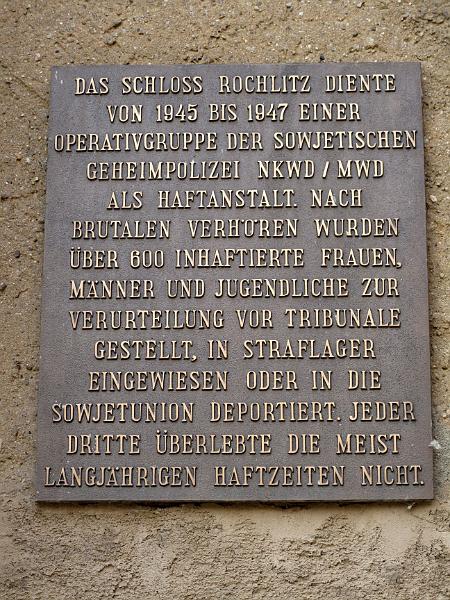 DAS SCHLOSS ROCHLITZ DIENTE
VON 1945 BIS 1947 EINER
OPERATIVGRUPPE DER SOWJETISCHEN
GEHEIMPOLIZEI NKWD / MWD
ALS HAFTANSTALT. NACH
BRUTALEN VERHÖREN WURDEN
ÜBER 600 INHAFTIERTE FRAUEN,
MÄNNER UND JUGENDLICHE ZUR
VERURTEILUNG VOR TRIBUNALE
GESTELLT, IN STRAFLAGER
EINGEWIESEN ODER IN DIE
SOWJETUNION DEPORTIERT. JEDER
DRITTE ÜBERLEBTE DIE MEIST
LANGJÄHRIGEN HAFTZEITEN NICHT.